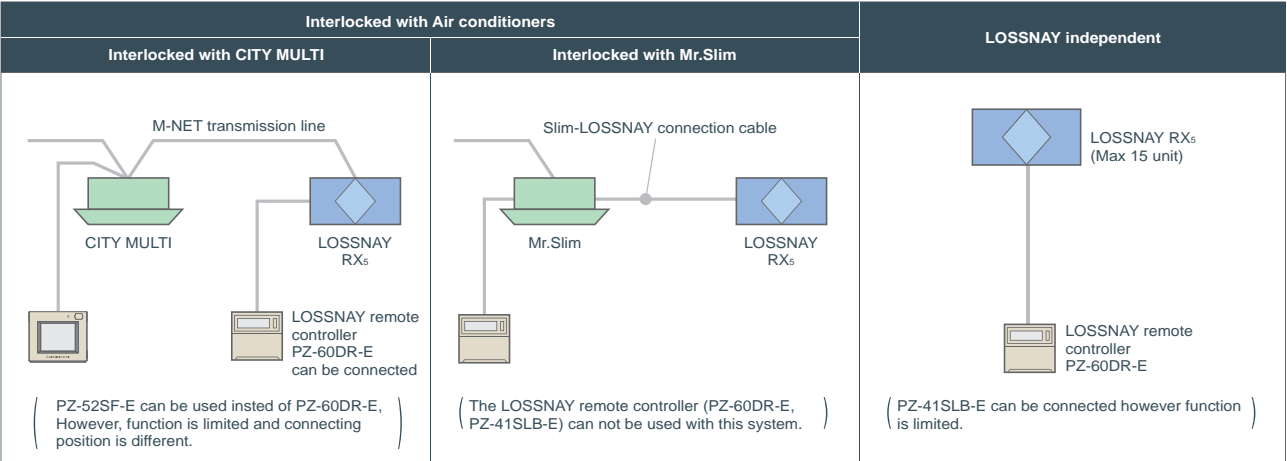 Interlocked with Air conditioners
LOSSNAY independent
Interlocked with CITY MULTI
Interlocked with Mr.Slim
M-NET transmission line
CITY MULTI
LOSSNAY
RX5
LOSSNAY remote
controller
PZ-60DR-E
can be connected
PZ-52SF-E can be used insted of PZ-60DR-E,
However, function is limited and connecting
position is different.
Slim-LOSSNAY connection cable
Mr.Slim
LOSSNAY
RX5
The LOSSNAY remote controller (PZ-60DR-E,
PZ-41SLB-E) can not be used with this system.
LOSSNAY RX5
(Max 15 unit)
LOSSNAY remote
controller
PZ-60DR-E
PZ-41SLB-E can be connected however function
is limited.